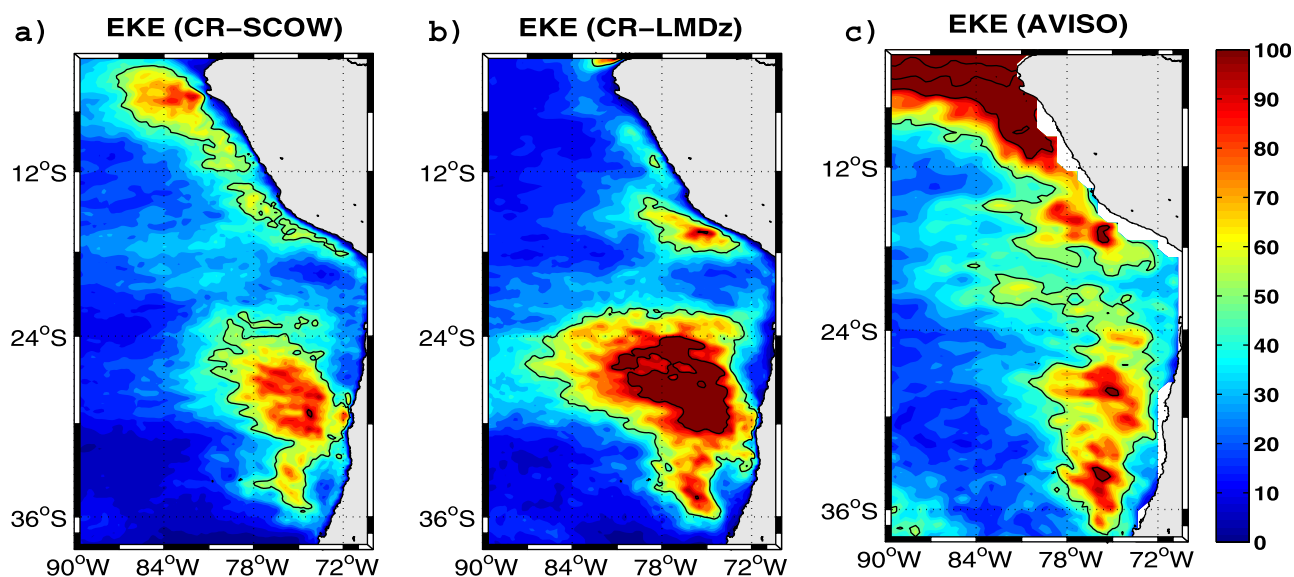 a) EKE (CR−SCOW)
12°S
24°S
36°S
90°W 84°W 78°W 72°W
b) EKE (CR−LMDz)
12°S
24°S
36°S
90°W 84°W 78°W 72°W
c) EKE (AVISO)
12°S
24°S
36°S
90°W 84°W 78°W 72°W
100
90
80
70
60
50
40
30
20
10
0